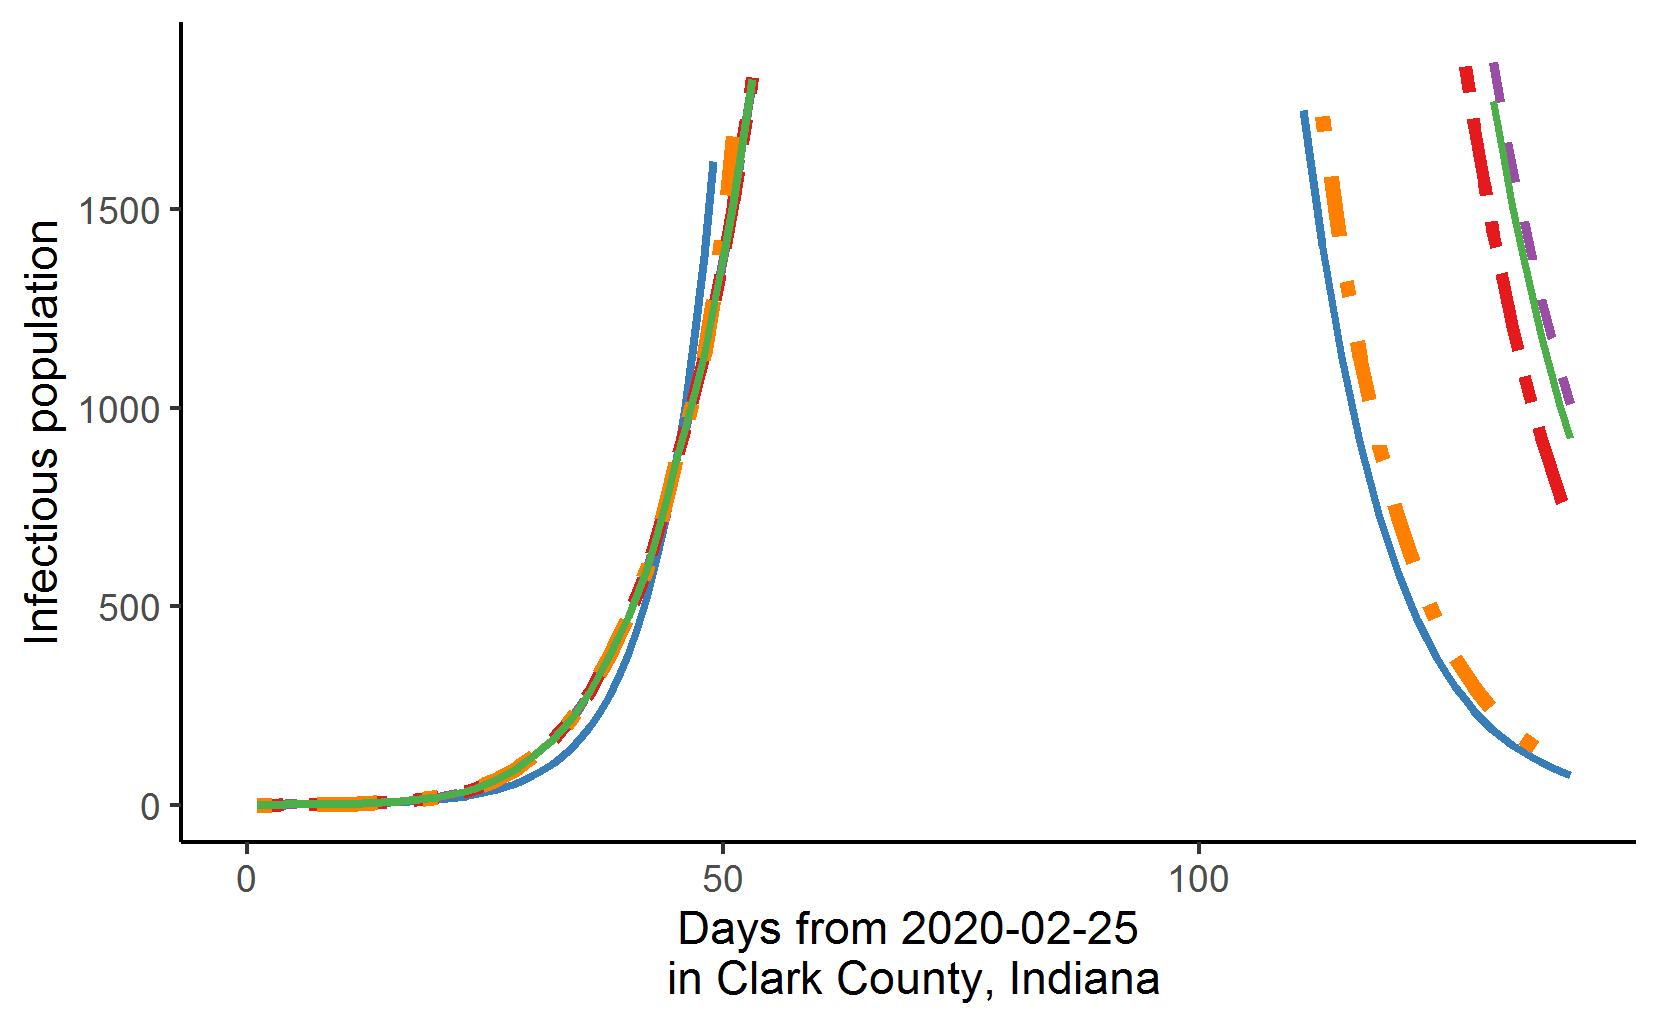 Infectious population
1500
1000
500
0
0 50 100
Days from 2020-02-25
in Clark County, Indiana